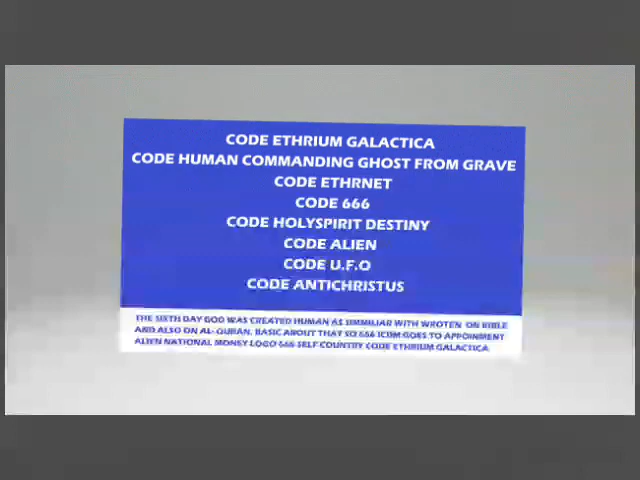 CODE ETHRIUM GALACTICA
CODE HUMAN COMMANDING GHOST FROM GRAVE
CODE ETHRNET
CODE 666
CODE HOLYSPIRIT DESTINY
CODE ALIEN
CODE U.F.O
CODE ANTICHRISTUS
THE SIXTH DAY GOD WAS CREATED HUMAN AS SIMMILIAR WITH WROTEN ON BIBLE
AND ALSO ON AL-QURAN. BASIC ABOUT THAT SO 666 ICON GOES TO APPOINMENT
ALIEN NATIONAL MONEY LOGO 666 SELF COUNTRY CODE ETHRIUM GALACTICA